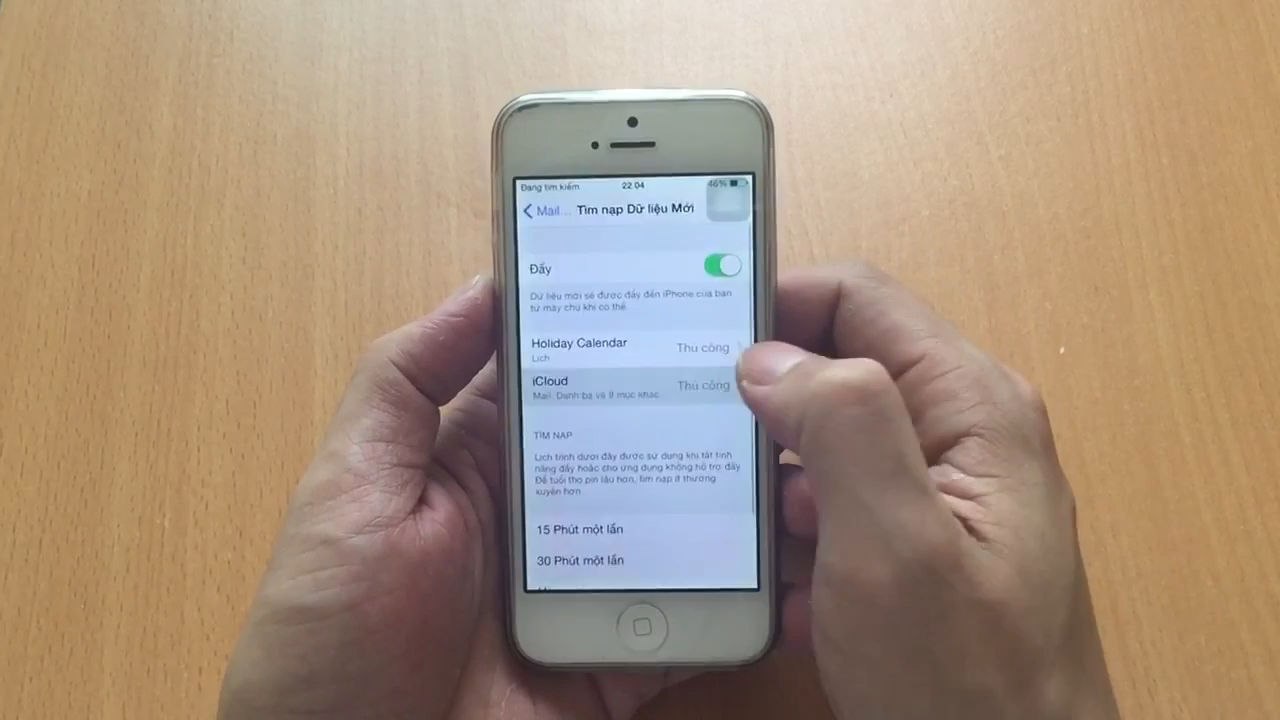 Đang tìm kiếm 22:04 46%
Mail... Tìm nạp Dữ liệu Mới
Đẩy
Dữ liệu mới sẽ được đẩy đến iPhone của bạn
từ máy chủ khi có thể.
Holiday Calendar Thủ công
Lịch
iCloud Thủ công
Mail, Danh bạ và 9 mục khác...
TÌM NẠP
Lịch trình dưới đây được sử dụng khi tắt tính
năng đẩy hoặc cho ứng dụng không hỗ trợ đẩy.
Để tuổi thọ pin lâu hơn, tìm nạp ít thường
xuyên hơn.
15 Phút một lần
30 Phút một lần